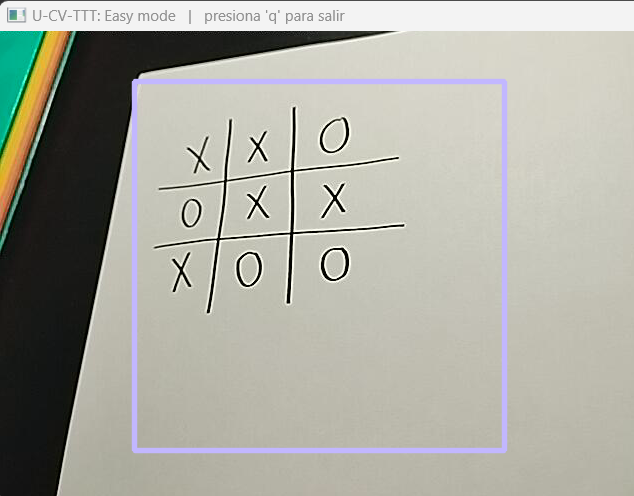 U-CV-TTT: Easy mode | presiona 'q' para salir
X X O
O X X
X O O